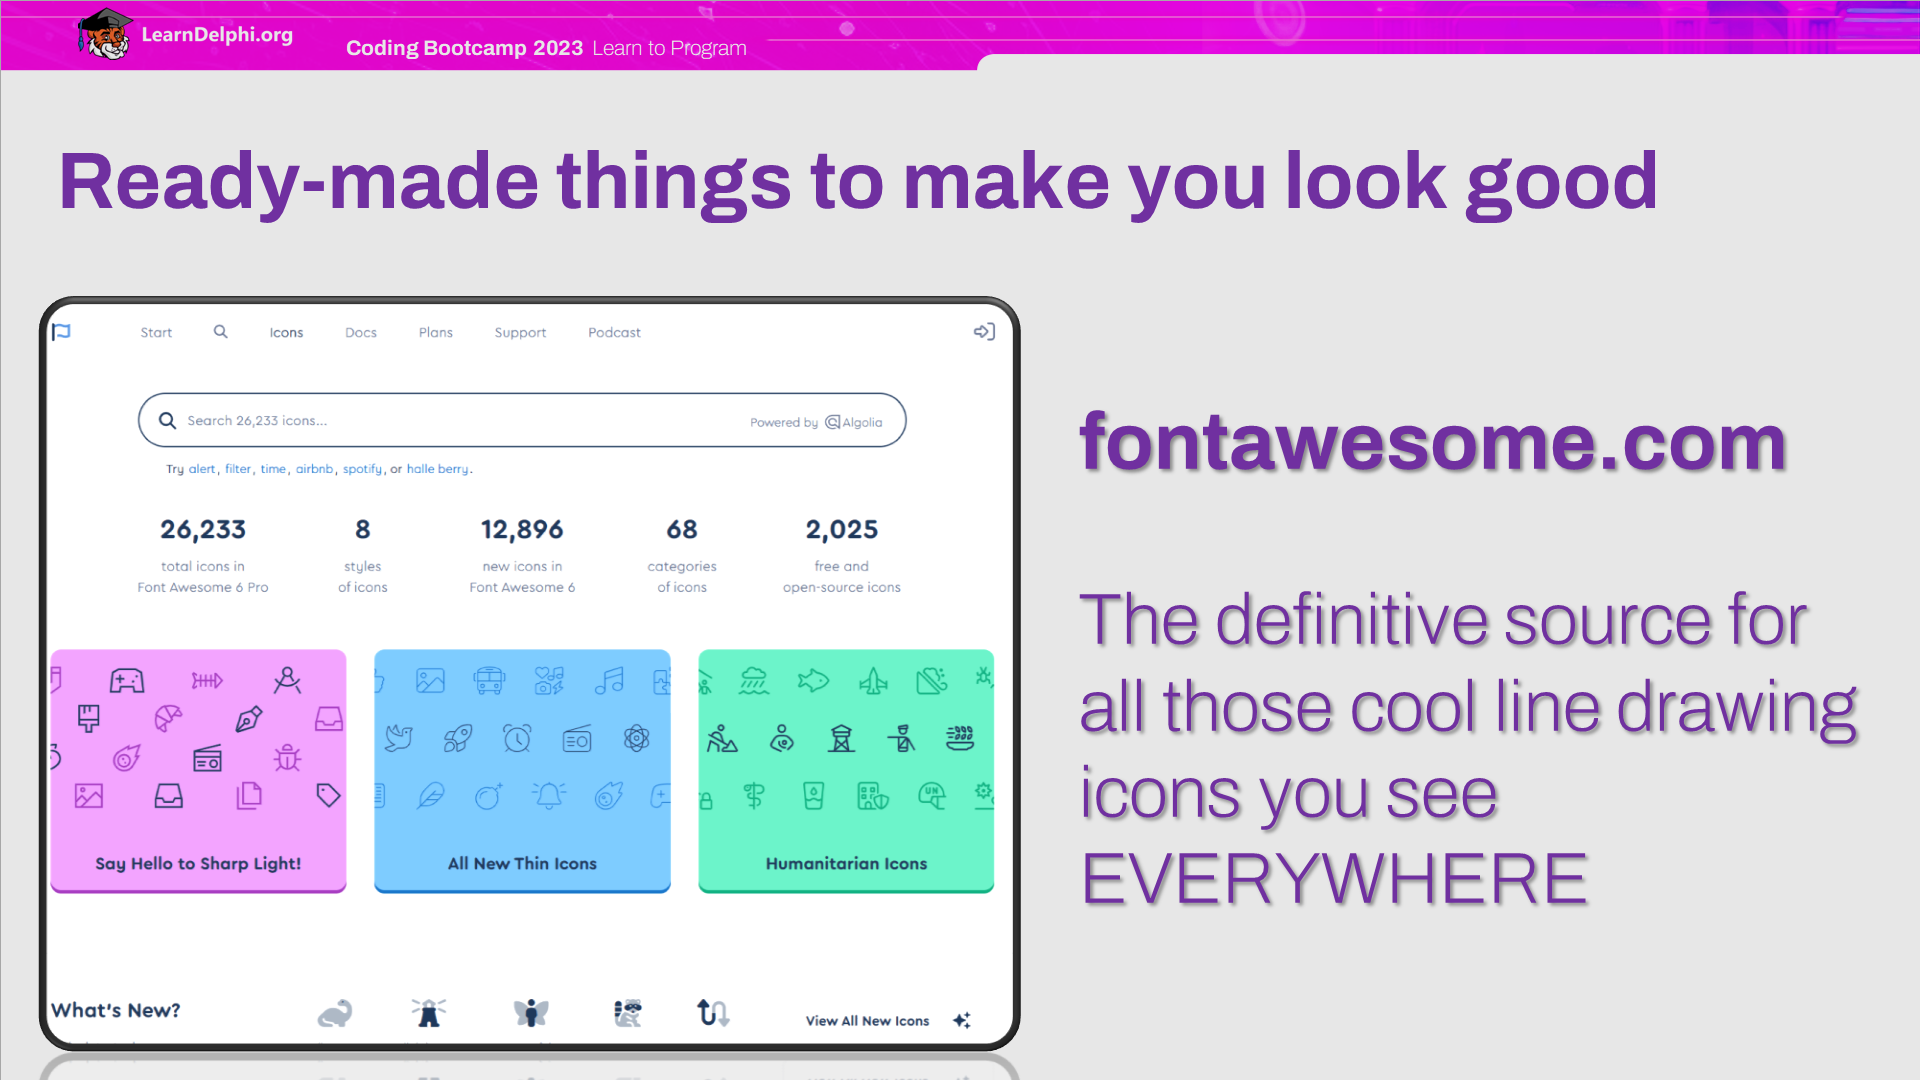 LearnDelphi.org
Coding Bootcamp 2023 Learn to Program
Ready-made things to make you look good
Start Icons Docs Plans Support Podcast
Search 26,233 icons... Powered by Algolia
Try alert, filter, time, airbnb, spotify, or halle berry.
26,233 8 12,896 68 2,025
total icons in styles new icons in categories free and
Font Awesome 6 Pro of icons Font Awesome 6 of icons open-source icons
UN
Say Hello to Sharp Light! All New Thin Icons Humanitarian Icons
What's New? View All New Icons
fontawesome.com
The definitive source for
all those cool line drawing
icons you see
EVERYWHERE